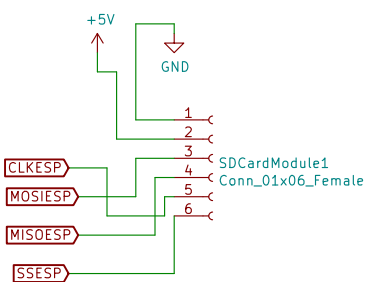 +5V
GND
1
2
3
4
5
6
SDCardModule1
Conn_01x06_Female
CLKESP
MOSIESP
MISOESP
SSESP